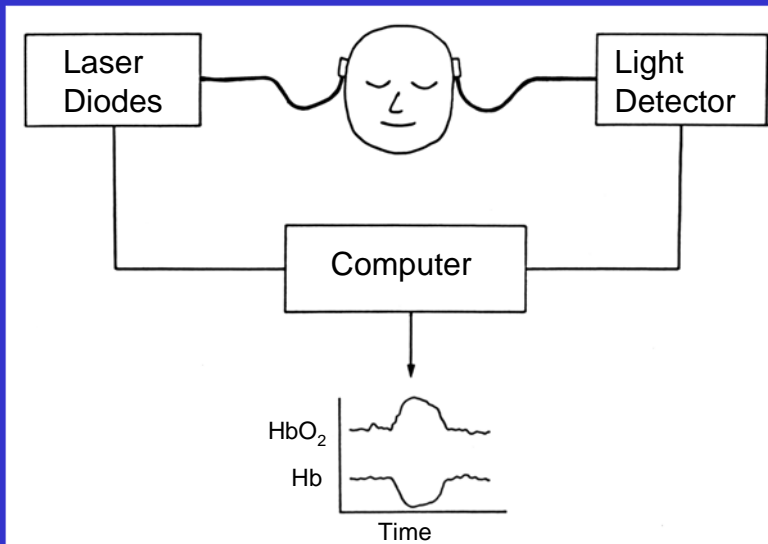 Laser
Diodes
Light
Detector
Computer
HbO₂
Hb
Time